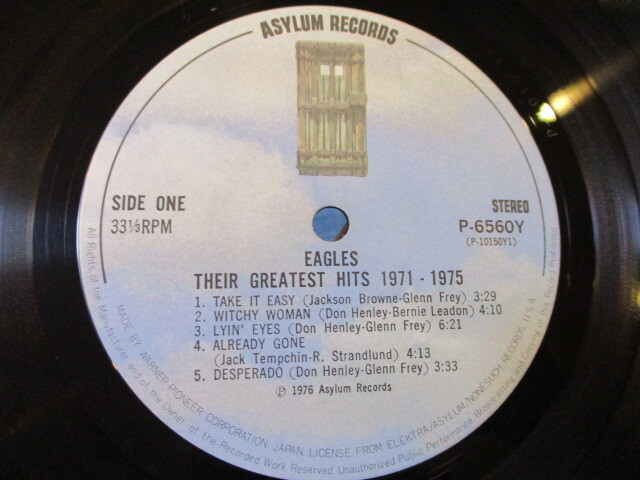 ASYLUM RECORDS
SIDE ONE
33⅓RPM
STEREO
P-6560Y
(P-10150Y1)
EAGLES
THEIR GREATEST HITS 1971 - 1975
1. TAKE IT EASY (Jackson Browne-Glenn Frey) 3:29
2. WITCHY WOMAN (Don Henley-Bernie Leadon) 4:10
3. LYIN' EYES (Don Henley-Glenn Frey) 6:21
4. ALREADY GONE
(Jack Tempchin-R. Strandlund) 4:13
5. DESPERADO (Don Henley-Glenn Frey) 3:33
℗ 1976 Asylum Records
MADE BY WARNER-PIONEER CORPORATION, JAPAN, LICENSE FROM ELEKTRA/ASYLUM/NONESUCH RECORDS, U.S.A.
All Rights of the Manufacturer and of the Owner of the Recorded Work Reserved Unauthorized Public Performance, Broadcasting and Copying of this Record Prohibited